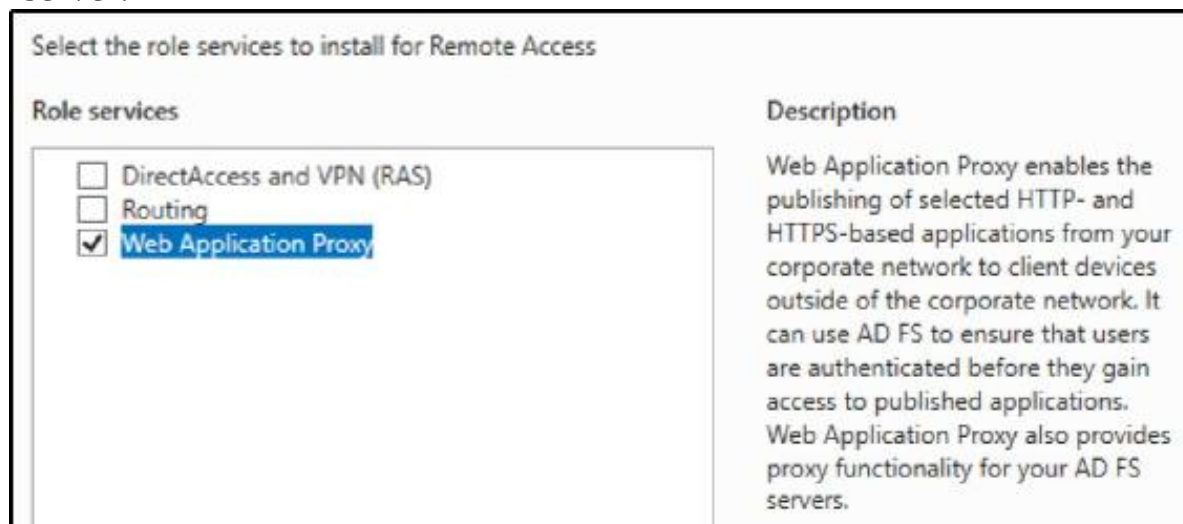 Select the role services to install for Remote Access
Role services
DirectAccess and VPN (RAS)
Routing
Web Application Proxy
Description
Web Application Proxy enables the
publishing of selected HTTP- and
HTTPS-based applications from your
corporate network to client devices
outside of the corporate network. It
can use AD FS to ensure that users
are authenticated before they gain
access to published applications.
Web Application Proxy also provides
proxy functionality for your AD FS
servers.